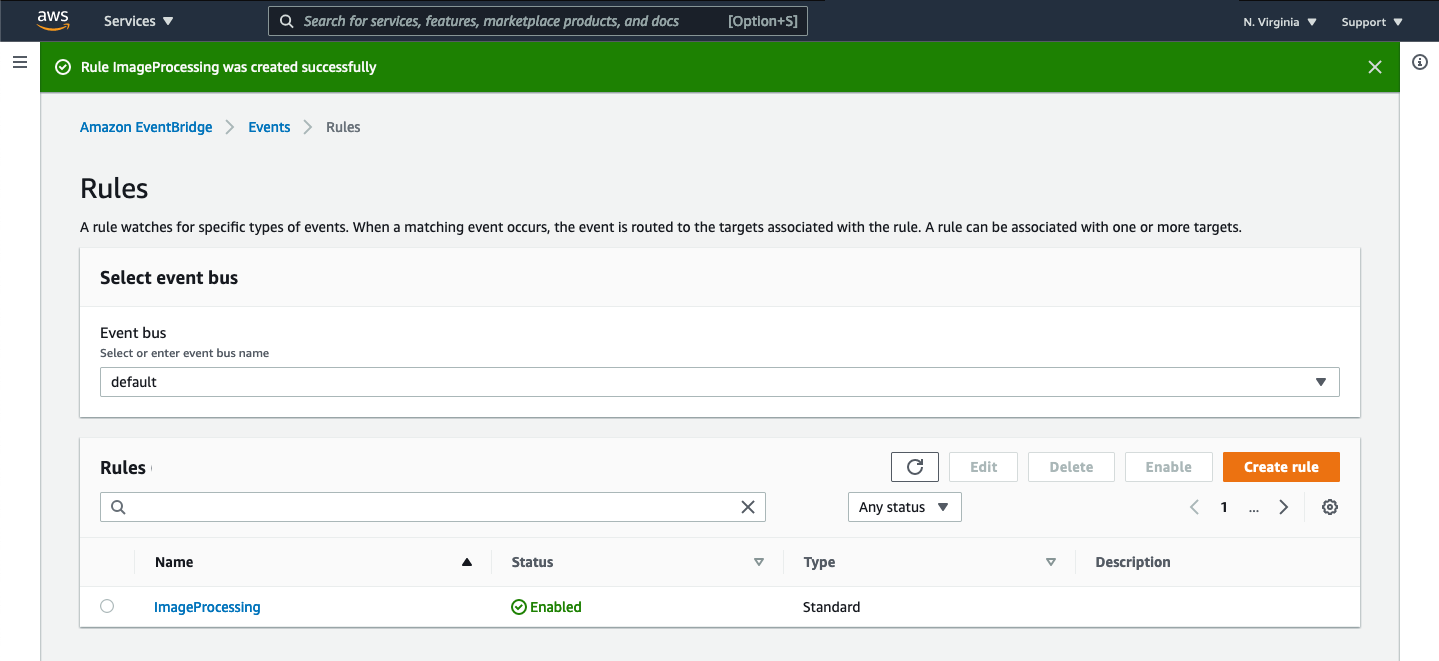 aws Services Search for services, features, marketplace products, and docs [Option+S] N. Virginia Support
Rule ImageProcessing was created successfully
Amazon EventBridge Events Rules
Rules
A rule watches for specific types of events. When a matching event occurs, the event is routed to the targets associated with the rule. A rule can be associated with one or more targets.
Select event bus
Event bus
Select or enter event bus name
default
Rules Edit Delete Enable Create rule
Any status 1 ...
Name Status Type Description
ImageProcessing Enabled Standard